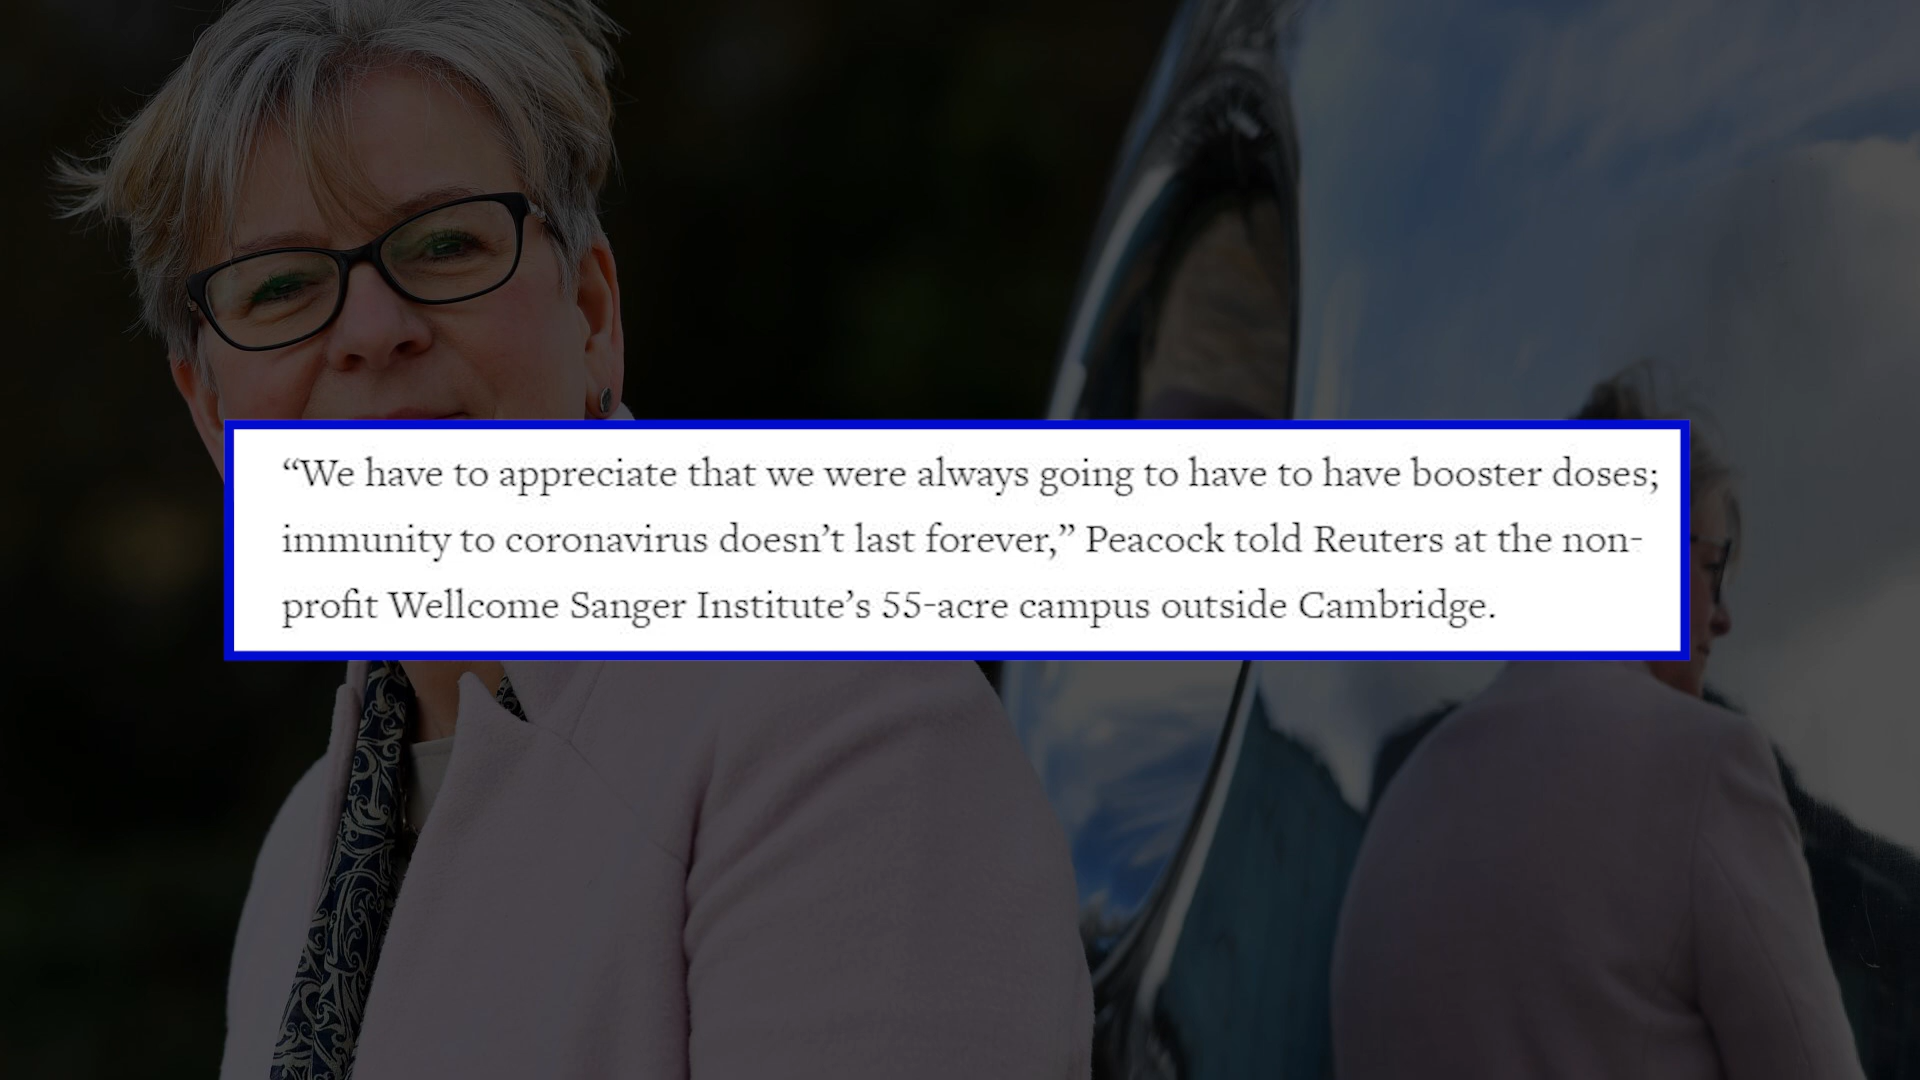 “We have to appreciate that we were always going to have to have booster doses;
immunity to coronavirus doesn’t last forever,” Peacock told Reuters at the non-
profit Wellcome Sanger Institute’s 55-acre campus outside Cambridge.